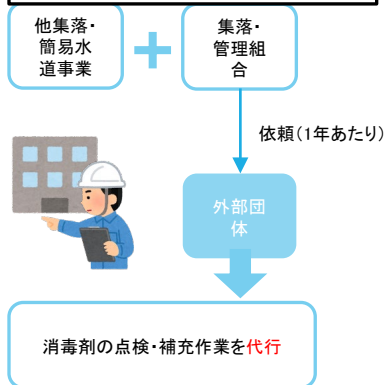 他集落・
簡易水
道事業
集落・
管理組
合
依頼(1年あたり)
外部団
体
消毒剤の点検・補充作業を代行